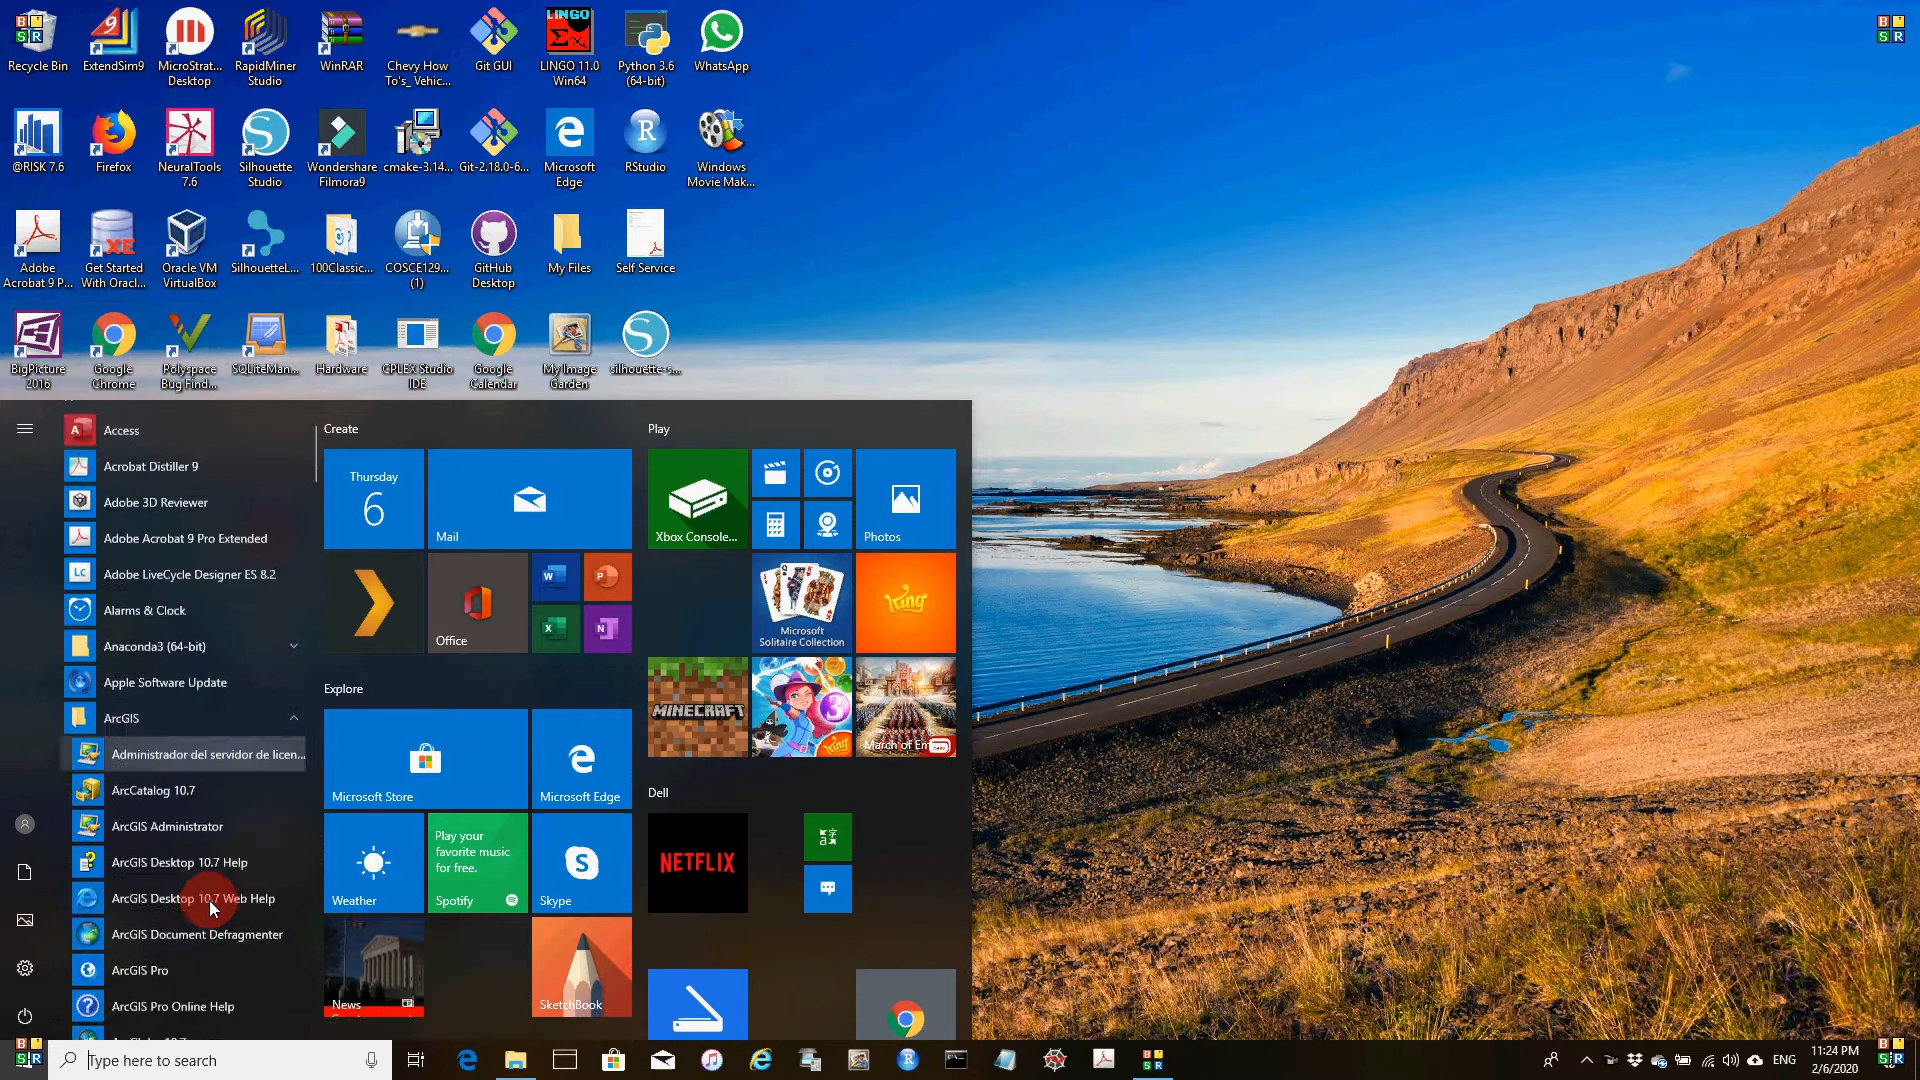 Recycle Bin
ExtendSim9
MicroStrat...
Desktop
RapidMiner
Studio
WinRAR
Chevy How
To's_ Vehic...
Git GUI
LINGO
LINGO 11.0
Win64
Python 3.6
(64-bit)
WhatsApp
B
S R
@RISK 7.6
Firefox
NeuralTools
7.6
Silhouette
Studio
Wondershare
Filmora9
cmake-3.14...
Git-2.18.0-6...
Microsoft
Edge
RStudio
Windows
Movie Mak...
Adobe
Acrobat 9 P...
XE
Get Started
With Oracl...
Oracle VM
VirtualBox
SilhouetteL...
100Classic...
COSCE129...
(1)
GitHub
Desktop
My Files
Self Service
BigPicture
2016
Google
Chrome
Polyspace
Bug Find...
SQLiteMan...
Hardware
CPLEX Studio
IDE
Google
Calendar
My Image
Garden
silhouette-s...
Access
Acrobat Distiller 9
Adobe 3D Reviewer
Adobe Acrobat 9 Pro Extended
LC
Adobe LiveCycle Designer ES 8.2
Alarms & Clock
Anaconda3 (64-bit)
Apple Software Update
ArcGIS
Administrador del servidor de licen...
ArcCatalog 10.7
ArcGIS Administrator
ArcGIS Desktop 10.7 Help
ArcGIS Desktop 10.7 Web Help
ArcGIS Document Defragmenter
ArcGIS Pro
ArcGIS Pro Online Help
Create
Thursday
6
Mail
Office
Explore
Microsoft Store
Microsoft Edge
Weather
Play your
favorite music
for free.
Spotify
Skype
News
SketchBook
Play
Xbox Console...
Photos
Microsoft
Solitaire Collection
King
MINECRAFT
3
King
March of Em
Dell
NETFLIX
Type here to search
ENG
11:24 PM
2/6/2020
B
S R